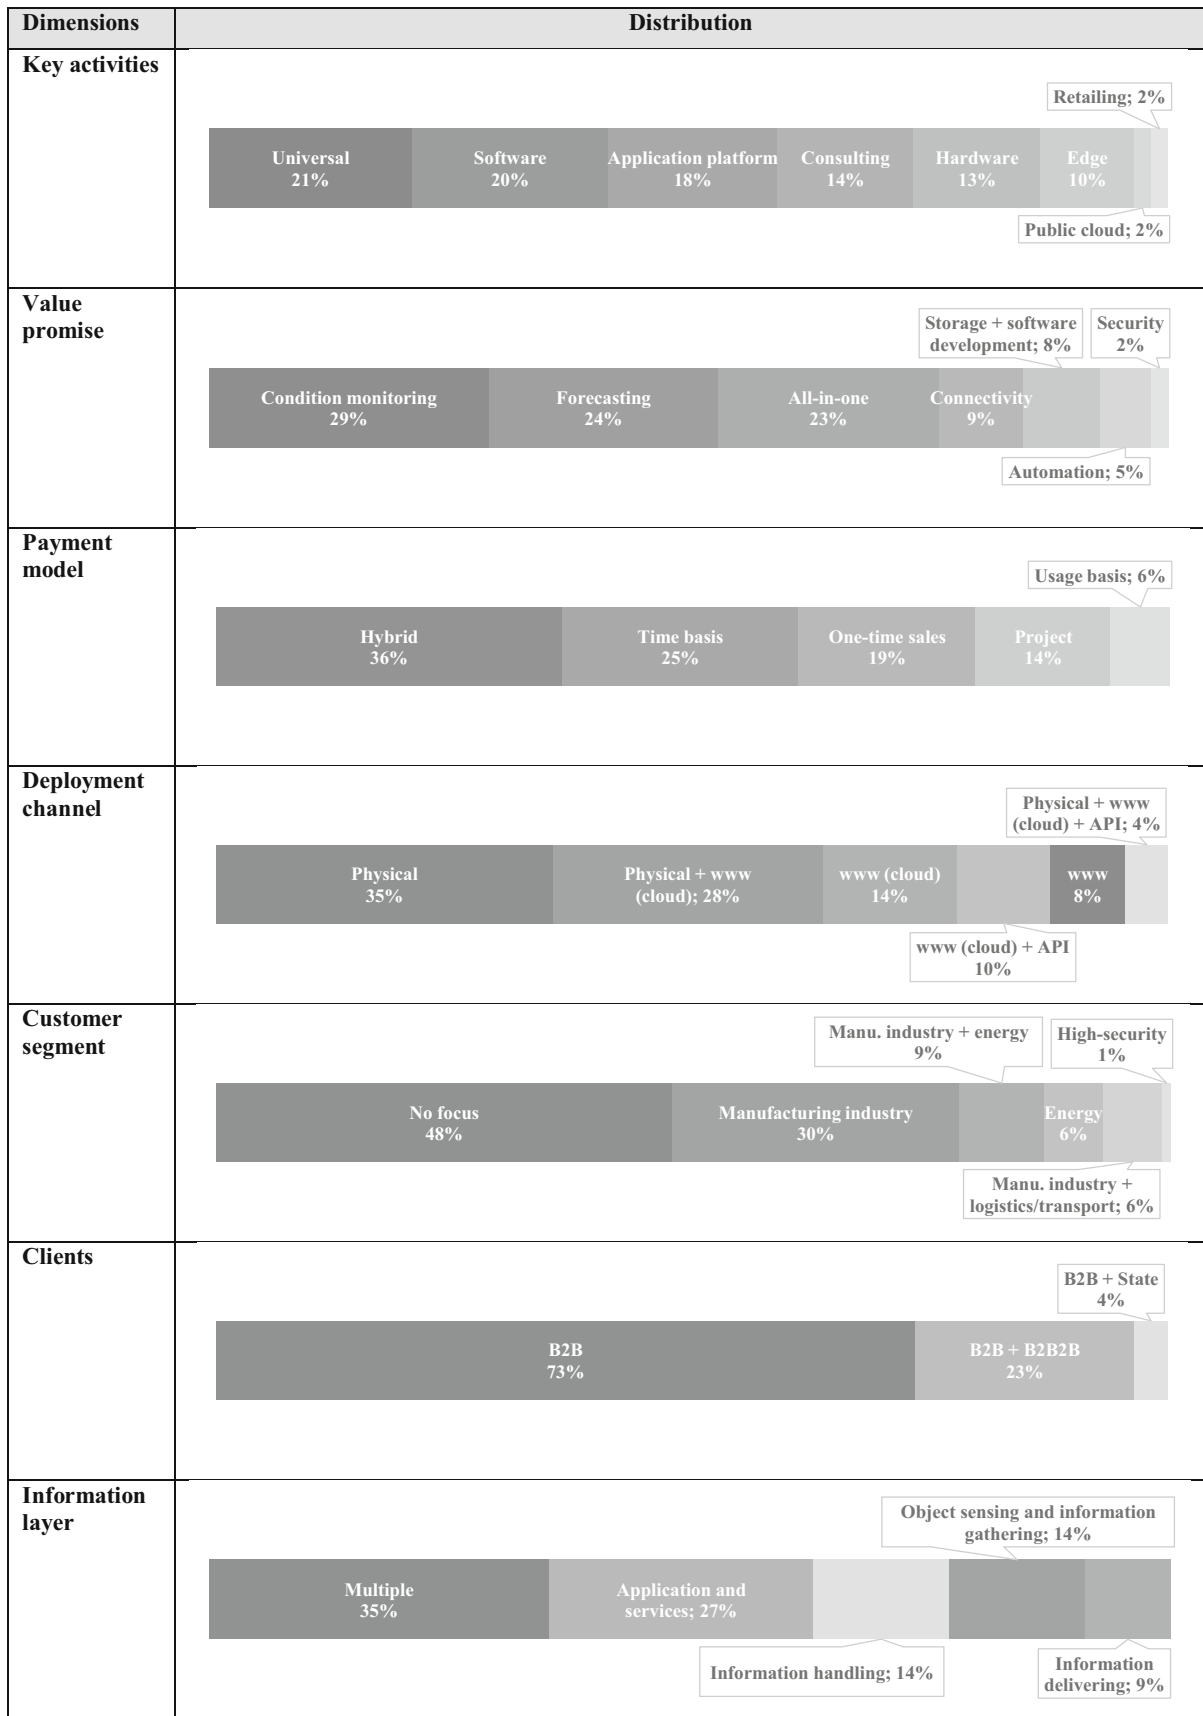 Dimensions
Distribution
Key activities
Retailing; 2%
Universal
21%
Software
20%
Application platform
18%
Consulting
14%
Hardware
13%
Edge
10%
Public cloud; 2%
Value
promise
Storage + software
development; 8%
Security
2%
Condition monitoring
29%
Forecasting
24%
All-in-one
23%
Connectivity
9%
Automation; 5%
Payment
model
Usage basis; 6%
Hybrid
36%
Time basis
25%
One-time sales
19%
Project
14%
Deployment
channel
Physical + www
(cloud) + API; 4%
Physical
35%
Physical + www
(cloud); 28%
www (cloud)
14%
www
8%
www (cloud) + API
10%
Customer
segment
Manu. industry + energy
9%
High-security
1%
No focus
48%
Manufacturing industry
30%
Energy
6%
Manu. industry +
logistics/transport; 6%
Clients
B2B + State
4%
B2B
73%
B2B + B2B2B
23%
Information
layer
Object sensing and information
gathering; 14%
Multiple
35%
Application and
services; 27%
Information handling; 14%
Information
delivering; 9%